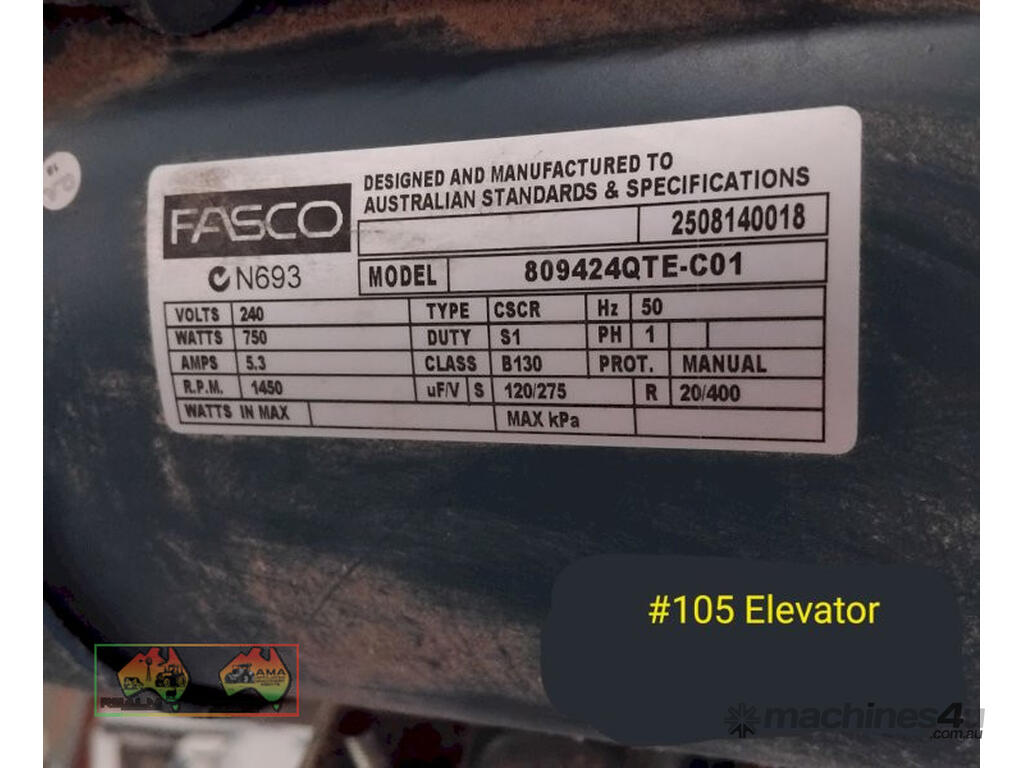 DESIGNED AND MANUFACTURED TO
AUSTRALIAN STANDARDS & SPECIFICATIONS
FASCO
2508140018
N693
MODEL 809424QTE-C01
VOLTS 240 TYPE CSCR Hz 50
WATTS 750 DUTY S1 PH 1
AMPS 5.3 CLASS B130 PROT. MANUAL
R.P.M. 1450 uF/V S 120/275 R 20/400
WATTS IN MAX MAX kPa
#105 Elevator
AMA
machines4u
.com.au